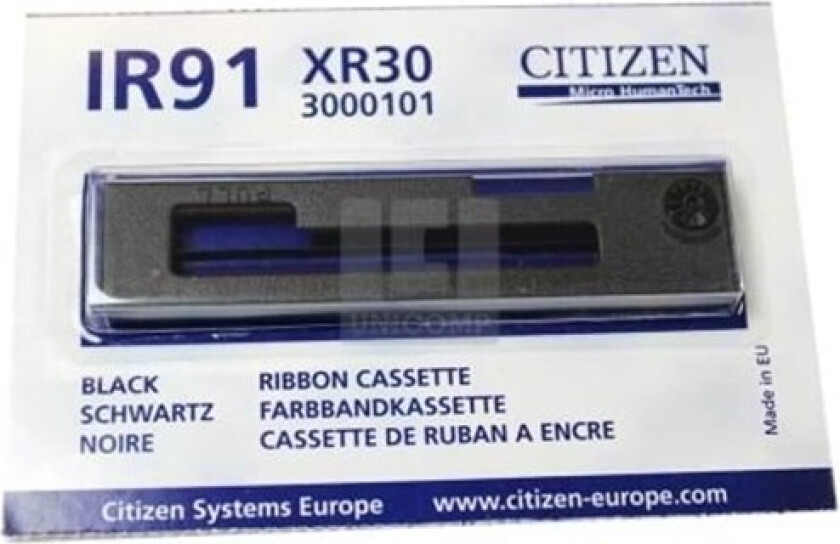 IR91 XR30 CITIZEN
3000101 Micro HumanTech
UNICOMP
BLACK RIBBON CASSETTE
SCHWARTZ FARBBANDKASSETTE
NOIRE CASSETTE DE RUBAN A ENCRE
Made in EU
Citizen Systems Europe www.citizen-europe.com